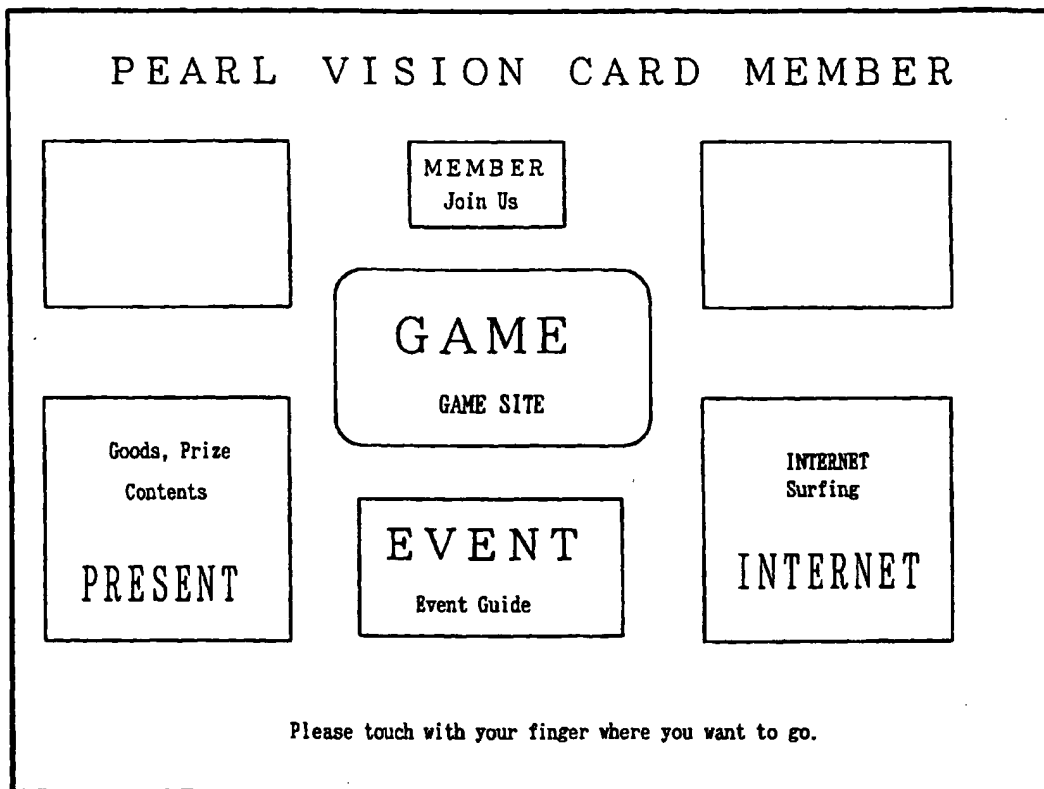 PEARL VISION CARD MEMBER
MEMBER
Join Us
GAME
GAME SITE
Goods, Prize
Contents
PRESENT
EVENT
Event Guide
INTERNET
Surfing
INTERNET
Please touch with your finger where you want to go.